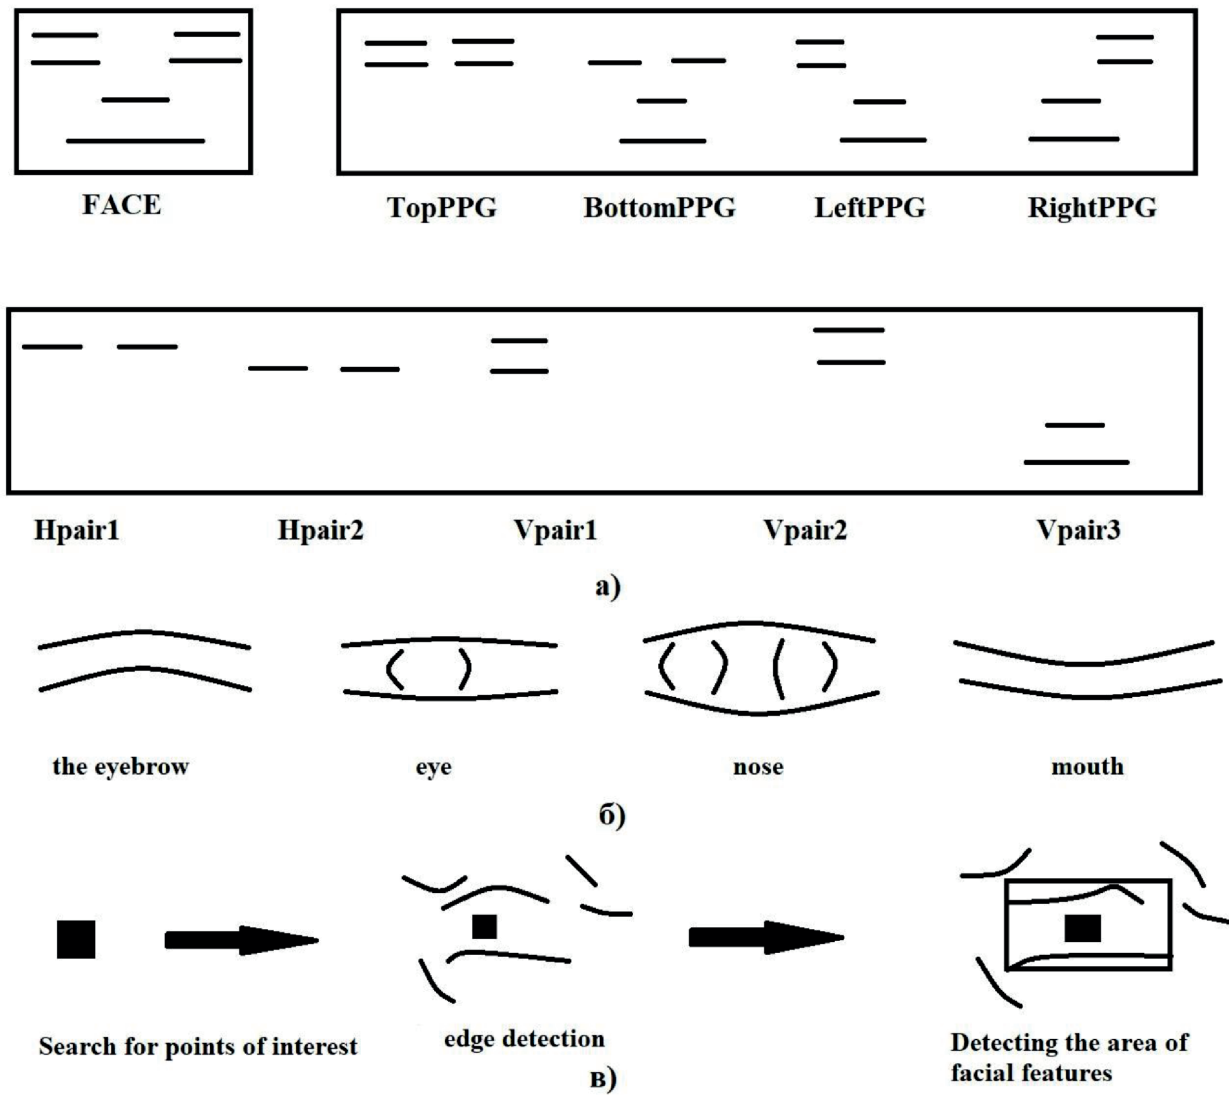 FACE
TopPPG
BottomPPG
LeftPPG
RightPPG
Hpair1
Hpair2
Vpair1
Vpair2
Vpair3
а)
the eyebrow
eye
nose
mouth
б)
Search for points of interest
edge detection
Detecting the area of
facial features
в)